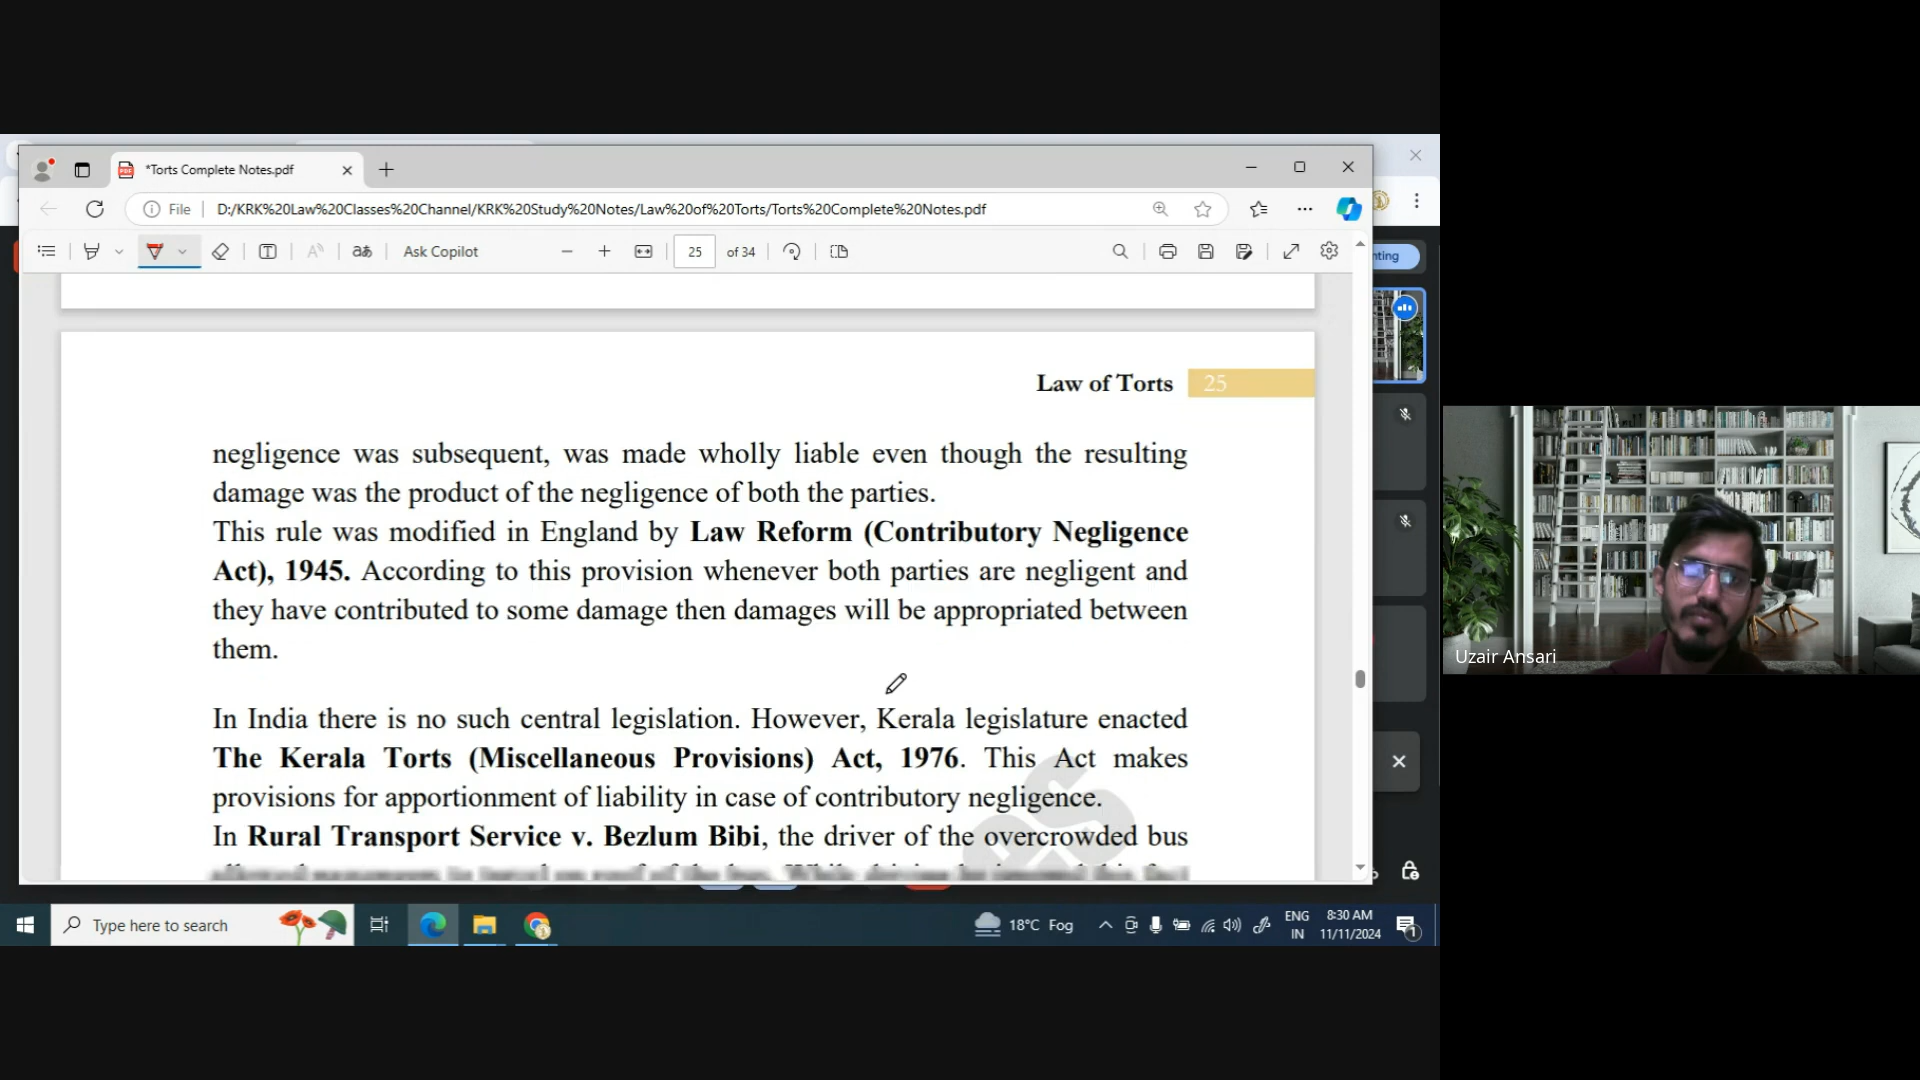 *Torts Complete Notes.pdf
File
D:/KRK%20Law%20Classes%20Channel/KRK%20Study%20Notes/Law%20of%20Torts/Torts%20Complete%20Notes.pdf
Ask Copilot
25 of 34
nting
Law of Torts 25
negligence was subsequent, was made wholly liable even though the resulting
damage was the product of the negligence of both the parties.
This rule was modified in England by Law Reform (Contributory Negligence
Act), 1945. According to this provision whenever both parties are negligent and
they have contributed to some damage then damages will be appropriated between
them.
In India there is no such central legislation. However, Kerala legislature enacted
The Kerala Torts (Miscellaneous Provisions) Act, 1976. This Act makes
provisions for apportionment of liability in case of contributory negligence.
In Rural Transport Service v. Bezlum Bibi, the driver of the overcrowded bus
Uzair Ansari
Type here to search
18°C Fog
ENG
IN
8:30 AM
11/11/2024
1